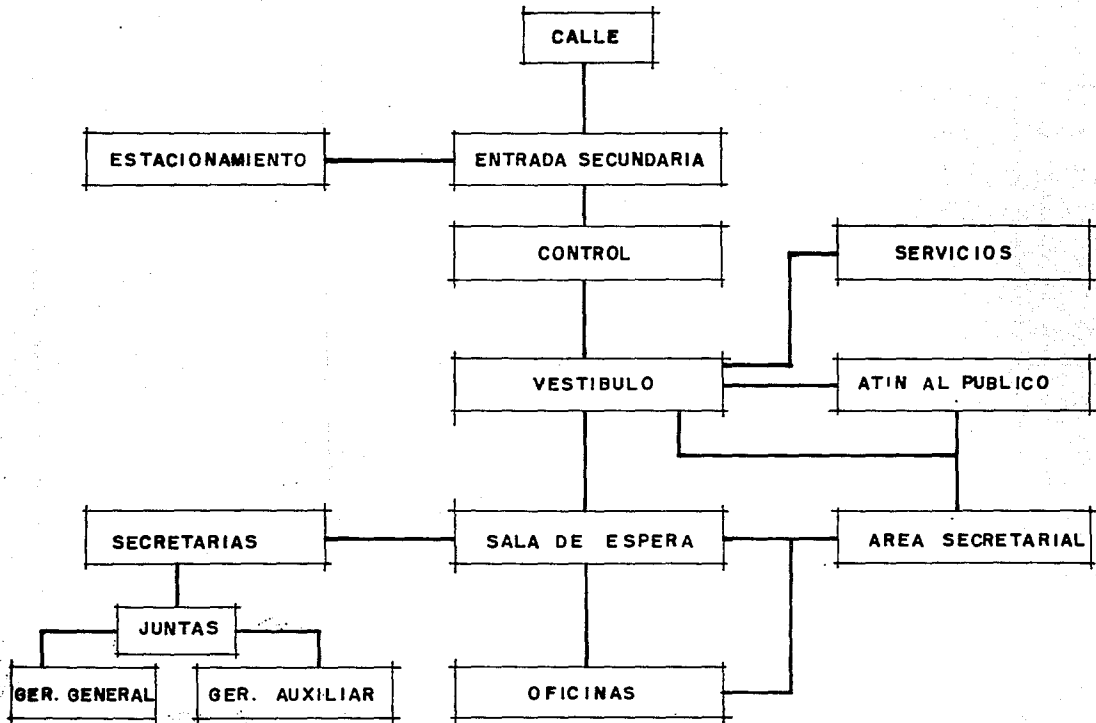 CALLE
ESTACIONAMIENTO
ENTRADA SECUNDARIA
CONTROL
SERVICIOS
VESTIBULO
ATIN AL PUBLICO
SECRETARIAS
SALA DE ESPERA
AREA SECRETARIAL
JUNTAS
GER. GENERAL
GER. AUXILIAR
OFICINAS